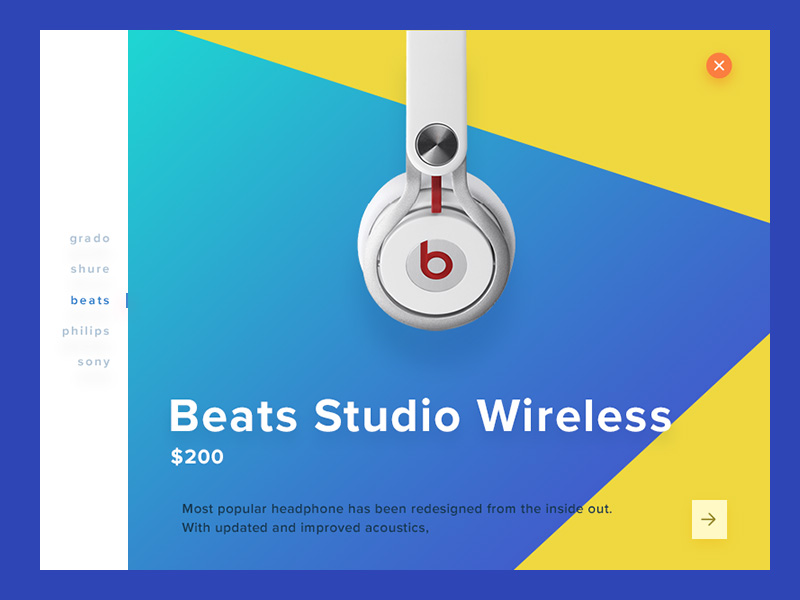 grado
shure
beats
philips
sony
b
Beats Studio Wireless
$200
Most popular headphone has been redesigned from the inside out.
With updated and improved acoustics,